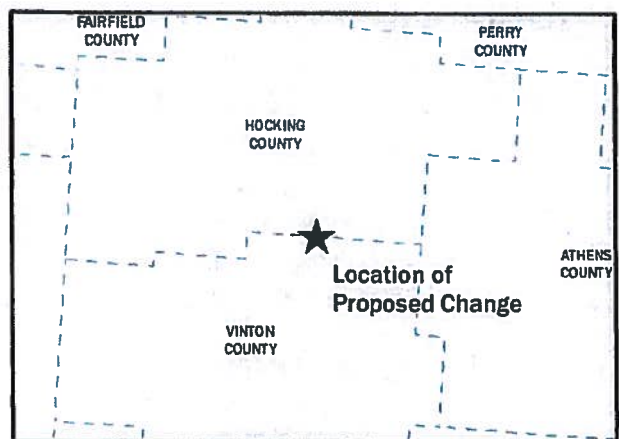 FAIRFIELD
COUNTY
PERRY
COUNTY
HOCKING
COUNTY
ATHENS
COUNTY
Location of
Proposed Change
VINTON
COUNTY